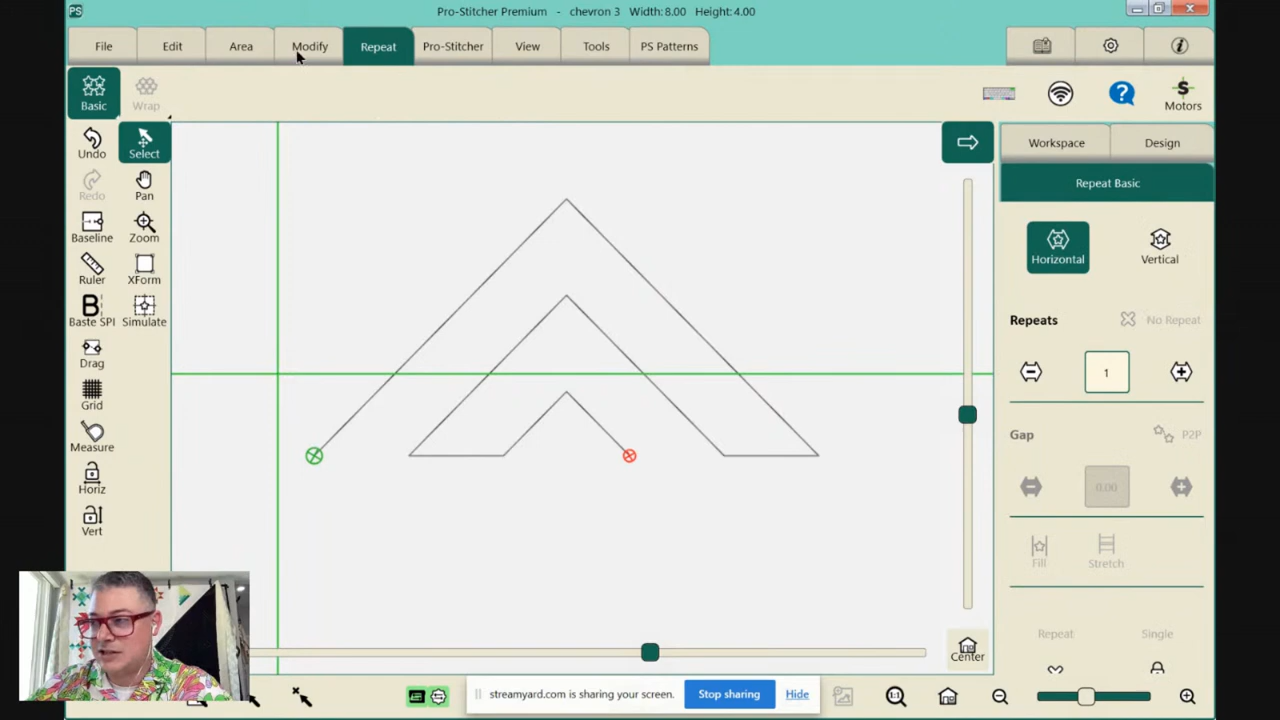 PS
Pro-Stitcher Premium - chevron 3 Width:8.00 Height:4.00
File
Edit
Area
Modify
Repeat
Pro-Stitcher
View
Tools
PS Patterns
Basic
Wrap
Motors
Undo
Select
Workspace
Design
Redo
Pan
Repeat Basic
Baseline
Zoom
Horizontal
Vertical
Ruler
XForm
Baste SPI
Simulate
Repeats
No Repeat
Drag
1
Grid
Gap
P2P
Measure
0.00
Horiz
Vert
Fill
Stretch
Repeat
Single
Center
streamyard.com is sharing your screen.
Stop sharing
Hide